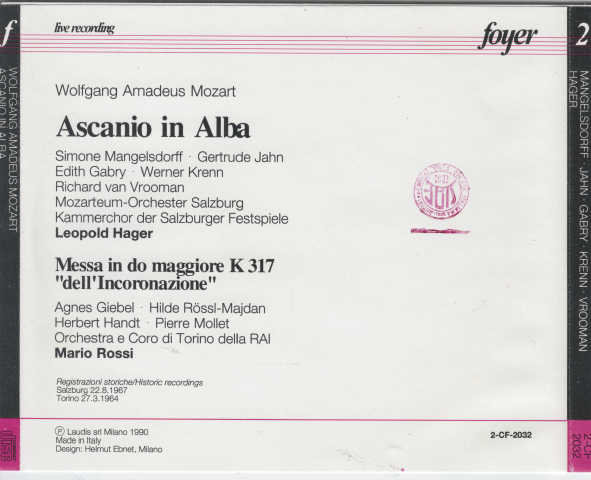 live recording
foyer
2
f
Wolfgang Amadeus Mozart
Ascanio in Alba
Simone Mangelsdorff · Gertrude Jahn
Edith Gabry · Werner Krenn
Richard van Vrooman
Mozarteum-Orchester Salzburg
Kammerchor der Salzburger Festspiele
Leopold Hager
Messa in do maggiore K 317
"dell'Incoronazione"
Agnes Giebel · Hilde Rössl-Majdan
Herbert Handt · Pierre Mollet
Orchestra e Coro di Torino della RAI
Mario Rossi
Registrazioni storiche/Historic recordings
Salzburg 22.8.1967
Torino 27.3.1964
Ⓟ Laudis srl Milano 1990
Made in Italy
Design: Helmut Ebnet, Milano
2-CF-2032
WOLFGANG AMADEUS MOZART
ASCANIO IN ALBA
MANGELSDORFF · JAHN · GABRY · KRENN · VROOMAN
HAGER
2-CF
2032